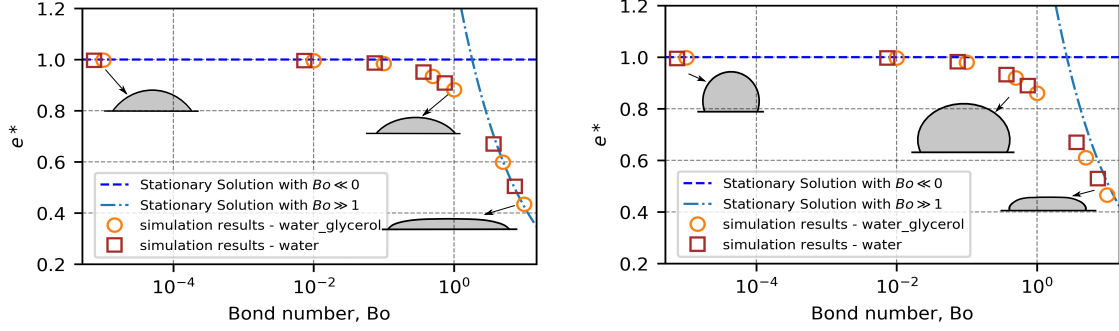 1.2
1.0
0.8
0.6
0.4
0.2
e*
Stationary Solution with Bo ≪ 0
Stationary Solution with Bo ≫ 1
simulation results - water_glycerol
simulation results - water
10⁻⁴
10⁻²
10⁰
Bond number, Bo
1.2
1.0
0.8
0.6
0.4
0.2
e*
Stationary Solution with Bo ≪ 0
Stationary Solution with Bo ≫ 1
simulation results - water_glycerol
simulation results - water
10⁻⁴
10⁻²
10⁰
Bond number, Bo